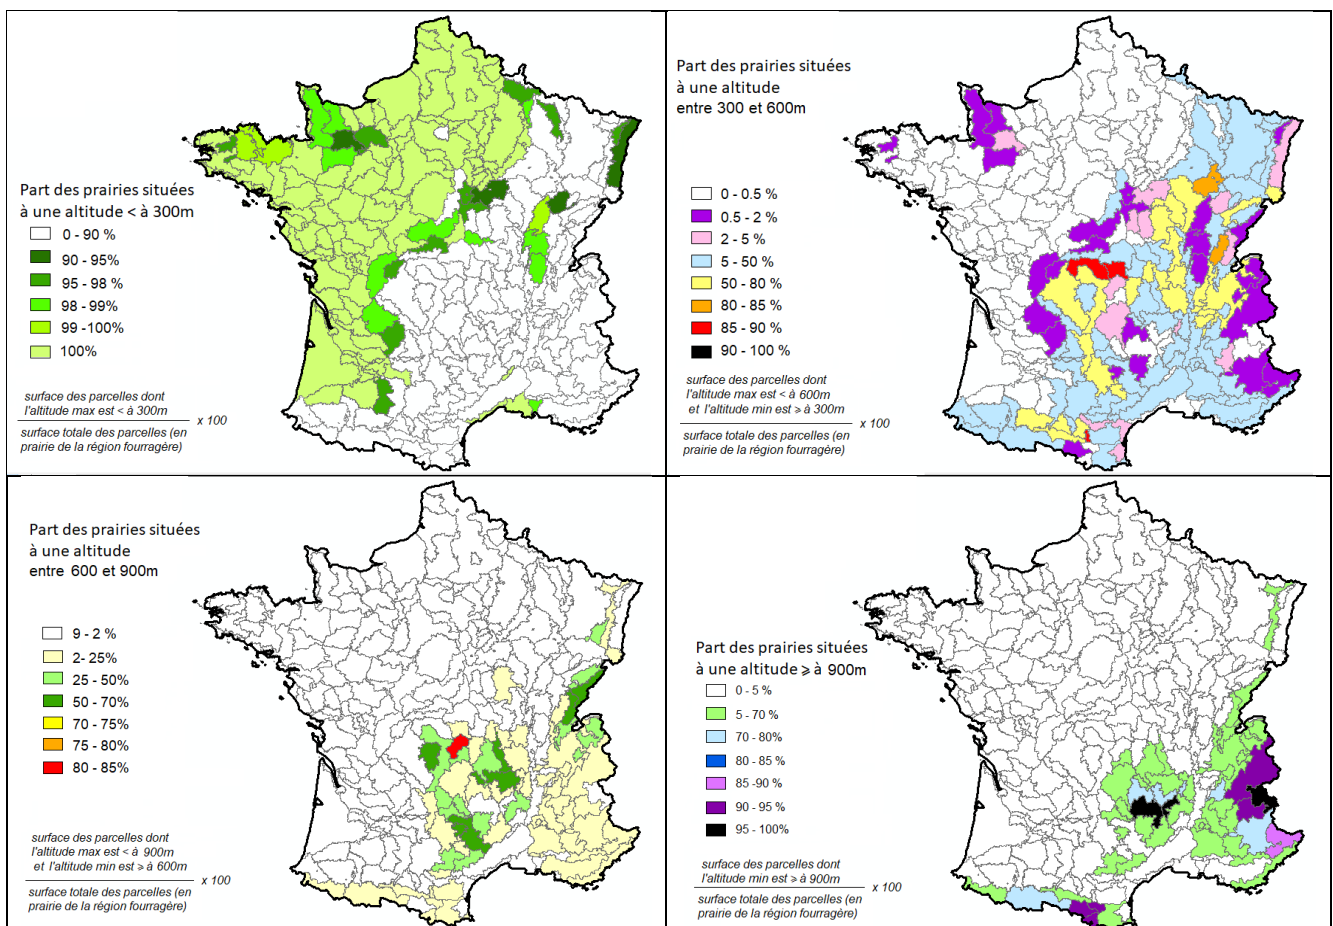 Part des prairies situées
à une altitude < à 300m
0 - 90 %
90 - 95%
95 - 98 %
98 - 99%
99 -100%
100%
surface des parcelles dont
l'altitude max est < à 300m
x 100
surface totale des parcelles (en
prairie de la région fourragère)
Part des prairies situées
à une altitude
entre 300 et 600m
0 - 0.5 %
0.5 - 2 %
2 - 5 %
5 - 50 %
50 - 80 %
80 - 85 %
85 - 90 %
90 - 100 %
surface des parcelles dont
l'altitude max est < à 600m
et l'altitude min est ⩾ à 300m
x 100
surface totale des parcelles (en
prairie de la région fourragère)
Part des prairies situées
à une altitude
entre 600 et 900m
9 - 2 %
2- 25%
25 - 50%
50 - 70%
70 - 75%
75 - 80%
80 - 85%
surface des parcelles dont
l'altitude max est < à 900m
et l'altitude min est ⩾ à 600m
x 100
surface totale des parcelles (en
prairie de la région fourragère)
Part des prairies situées
à une altitude ⩾ à 900m
0 - 5 %
5 - 70 %
70 - 80%
80 - 85 %
85 -90 %
90 - 95 %
95 - 100%
surface des parcelles dont
l'altitude min est ⩾ à 900m
x 100
surface totale des parcelles (en
prairie de la région fourragère)